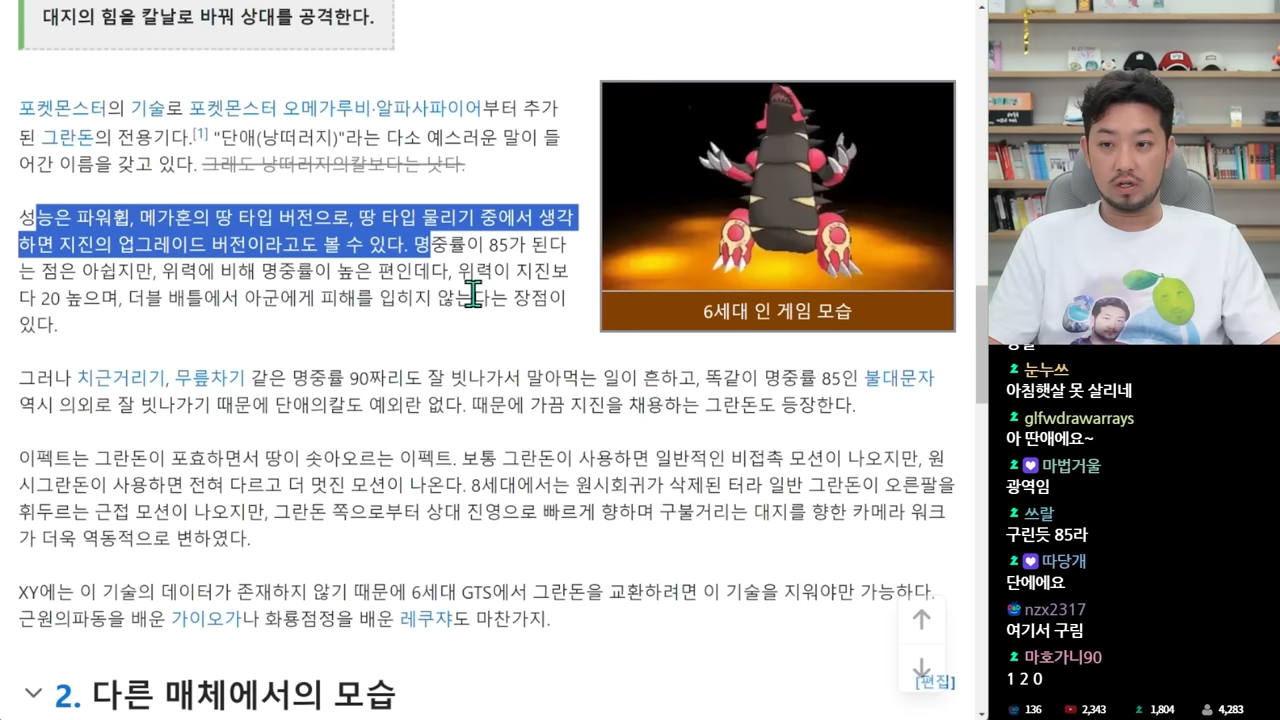 대지의 힘을 칼날로 바꿔 상대를 공격한다.
포켓몬스터의 기술로 포켓몬스터 오메가루비·알파사파이어부터 추가
된 그란돈의 전용기다.[1] "단애(낭떠러지)"라는 다소 예스러운 말이 들
어간 이름을 갖고 있다. 그래도 낭떠러지의칼보다는 낫다.
성능은 파워휩, 메가혼의 땅 타입 버전으로, 땅 타입 물리기 중에서 생각
하면 지진의 업그레이드 버전이라고도 볼 수 있다. 명중률이 85가 된다
는 점은 아쉽지만, 위력에 비해 명중률이 높은 편인데다, 위력이 지진보
다 20 높으며, 더블 배틀에서 아군에게 피해를 입히지 않는다는 장점이
있다.
6세대 인 게임 모습
그러나 치근거리기, 무릎차기 같은 명중률 90짜리도 잘 빗나가서 말아먹는 일이 흔하고, 똑같이 명중률 85인 불대문자
역시 의외로 잘 빗나가기 때문에 단애의칼도 예외란 없다. 때문에 가끔 지진을 채용하는 그란돈도 등장한다.
이펙트는 그란돈이 포효하면서 땅이 솟아오르는 이펙트. 보통 그란돈이 사용하면 일반적인 비접촉 모션이 나오지만, 원
시그란돈이 사용하면 전혀 다르고 더 멋진 모션이 나온다. 8세대에서는 원시회귀가 삭제된 터라 일반 그란돈이 오른팔을
휘두르는 근접 모션이 나오지만, 그란돈 쪽으로부터 상대 진영으로 빠르게 향하며 구불거리는 대지를 향한 카메라 워크
가 더욱 역동적으로 변하였다.
XY에는 이 기술의 데이터가 존재하지 않기 때문에 6세대 GTS에서 그란돈을 교환하려면 이 기술을 지워야만 가능하다.
근원의파동을 배운 가이오가나 화룡점정을 배운 레쿠쟈도 마찬가지.
2. 다른 매체에서의 모습
[편집]
눈누쓰
아침햇살 못 살리네
glfwdrawarrays
아 딴애에요~
마법거울
광역임
쓰랄
구린듯 85라
따당개
단에에요
nzx2317
여기서 구림
마호가니90
1 2 0
136 2,343 1,804 4,283